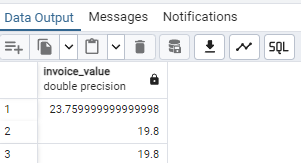 Data Output Messages Notifications
SQL
invoice_value
double precision
1 23.759999999999998
2 19.8
3 19.8